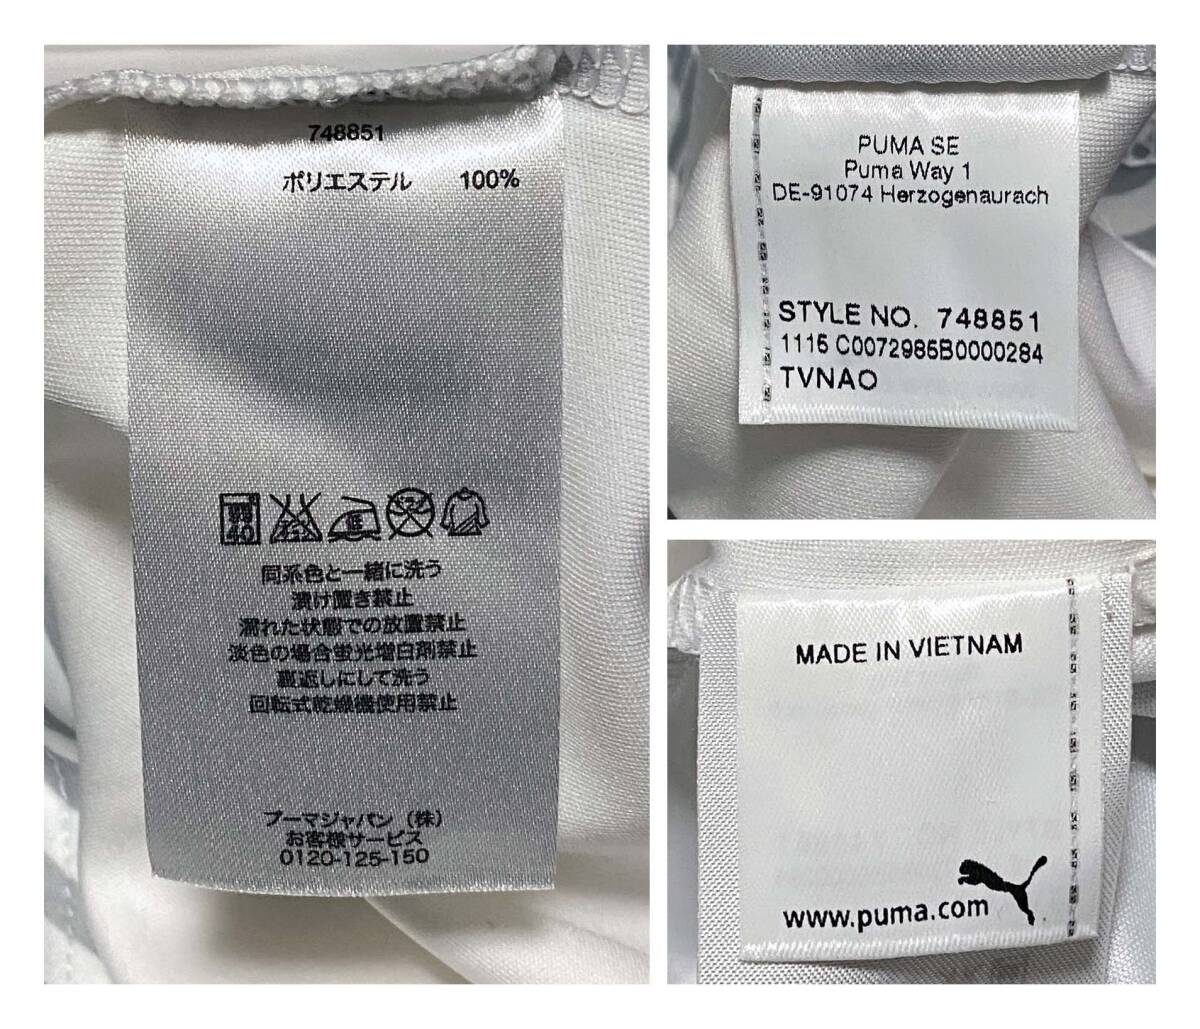 748851
ポリエステル 100%
40
同系色と一緒に洗う
漬け置き禁止
濡れた状態での放置禁止
淡色の場合蛍光増白剤禁止
裏返しにして洗う
回転式乾燥機使用禁止
プーマジャパン(株)
お客様サービス
0120-125-150
PUMA SE
Puma Way 1
DE-91074 Herzogenaurach
STYLE NO. 748851
1115 C0072985B0000284
TVNAO
MADE IN VIETNAM
www.puma.com